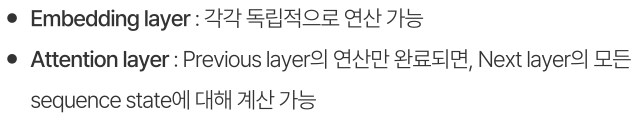 • Embedding layer : 각각 독립적으로 연산 가능
• Attention layer : Previous layer의 연산만 완료되면, Next layer의 모든
sequence state에 대해 계산 가능